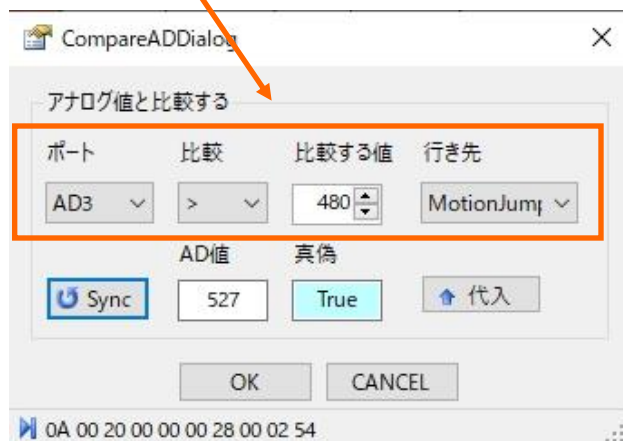 CompareADDialog
アナログ値と比較する
ポート 比較 比較する値 行き先
AD3 > 480 MotionJump
AD値 真偽
Sync 527 True 代入
OK CANCEL
0A 00 20 00 00 00 28 00 02 54